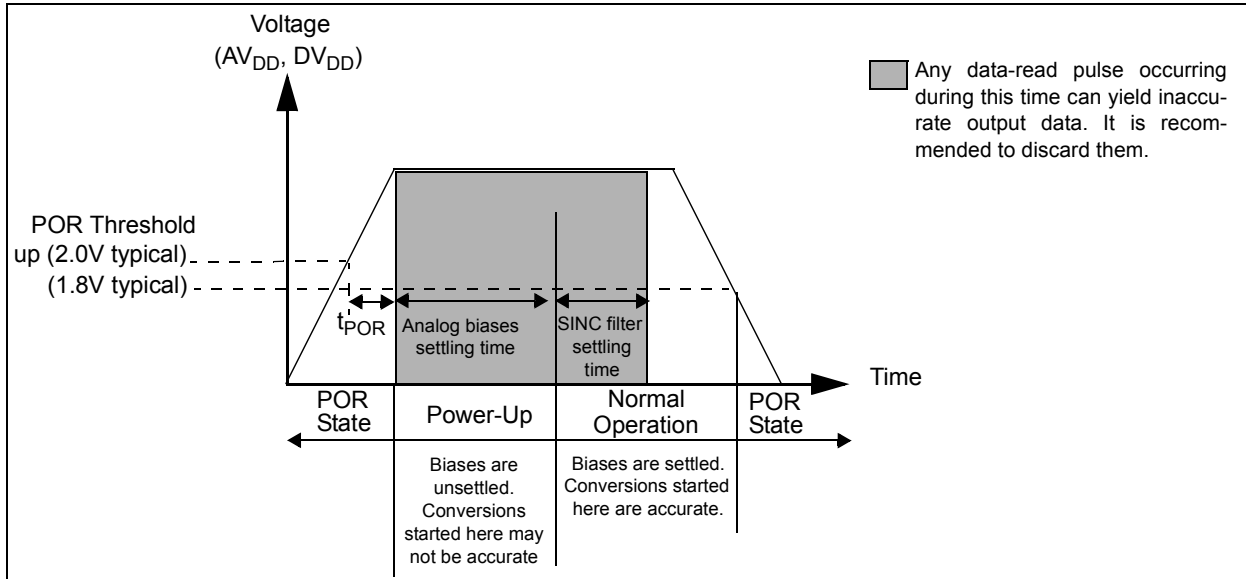 Voltage
(AVDD, DVDD)
Any data-read pulse occurring
during this time can yield inaccu-
rate output data. It is recom-
mended to discard them.
POR Threshold
up (2.0V typical)
(1.8V typical)
tPOR
Analog biases
settling time
SINC filter
settling
time
Time
POR
State
Power-Up
Normal
Operation
POR
State
Biases are
unsettled.
Conversions
started here may
not be accurate
Biases are settled.
Conversions started
here are accurate.